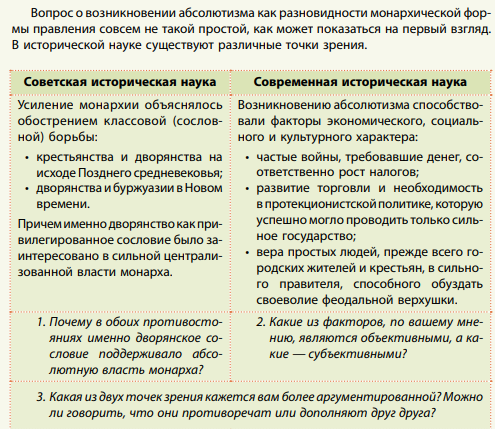 Вопрос о возникновении абсолютизма как разновидности монархической фор-
мы правления совсем не такой простой, как может показаться на первый взгляд.
В исторической науке существуют различные точки зрения.
Советская историческая наука
Усиление монархии объяснялось
обострением классовой (сослов-
ной) борьбы:
• крестьянства и дворянства на
исходе Позднего средневековья;
• дворянства и буржуазии в Новом
времени.
Причем именно дворянство как при-
вилегированное сословие было за-
интересовано в сильной централи-
зованной власти монарха.
Современная историческая наука
Возникновению абсолютизма способство-
вали факторы экономического, социаль-
ного и культурного характера:
• частые войны, требовавшие денег, со-
ответственно рост налогов;
• развитие торговли и необходимость
в протекционистской политике, которую
успешно могло проводить только силь-
ное государство;
• вера простых людей, прежде всего го-
родских жителей и крестьян, в сильно-
го правителя, способного обуздать
своеволие феодальной верхушки.
1. Почему в обоих противосто-
яниях именно дворянское со-
словие поддерживало абсо-
лютную власть монарха?
2. Какие из факторов, по вашему мне-
нию, являются объективными, а ка-
кие — субъективными?
3. Какая из двух точек зрения кажется вам более аргументированной? Можно
ли говорить, что они противоречат или дополняют друг друга?